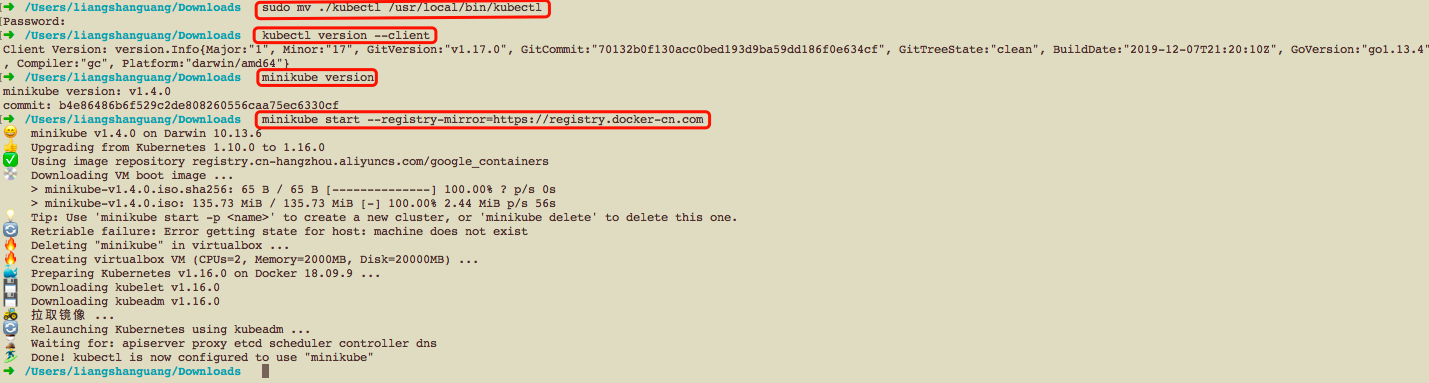 ➜ /Users/liangshanguang/Downloads sudo mv ./kubectl /usr/local/bin/kubectl
[Password:
[➜ /Users/liangshanguang/Downloads kubectl version --client
Client Version: version.Info{Major:"1", Minor:"17", GitVersion:"v1.17.0", GitCommit:"70132b0f130acc0bed193d9ba59dd186f0e634cf", GitTreeState:"clean", BuildDate:"2019-12-07T21:20:10Z", GoVersion:"go1.13.4"
, Compiler:"gc", Platform:"darwin/amd64"}
[➜ /Users/liangshanguang/Downloads minikube version
minikube version: v1.4.0
commit: b4e86486b6f529c2de808260556caa75ec6330cf
[➜ /Users/liangshanguang/Downloads minikube start --registry-mirror=https://registry.docker-cn.com
😄 minikube v1.4.0 on Darwin 10.13.6
👍 Upgrading from Kubernetes 1.10.0 to 1.16.0
✅ Using image repository registry.cn-hangzhou.aliyuncs.com/google_containers
💿 Downloading VM boot image ...
> minikube-v1.4.0.iso.sha256: 65 B / 65 B [--------------] 100.00% ? p/s 0s
> minikube-v1.4.0.iso: 135.73 MiB / 135.73 MiB [-] 100.00% 2.44 MiB p/s 56s
💡 Tip: Use 'minikube start -p <name>' to create a new cluster, or 'minikube delete' to delete this one.
🔄 Retriable failure: Error getting state for host: machine does not exist
🔥 Deleting "minikube" in virtualbox ...
🔥 Creating virtualbox VM (CPUs=2, Memory=2000MB, Disk=20000MB) ...
🐳 Preparing Kubernetes v1.16.0 on Docker 18.09.9 ...
💾 Downloading kubelet v1.16.0
💾 Downloading kubeadm v1.16.0
🚜 拉取镜像 ...
🔄 Relaunching Kubernetes using kubeadm ...
⌛ Waiting for: apiserver proxy etcd scheduler controller dns
🏄 Done! kubectl is now configured to use "minikube"
➜ /Users/liangshanguang/Downloads